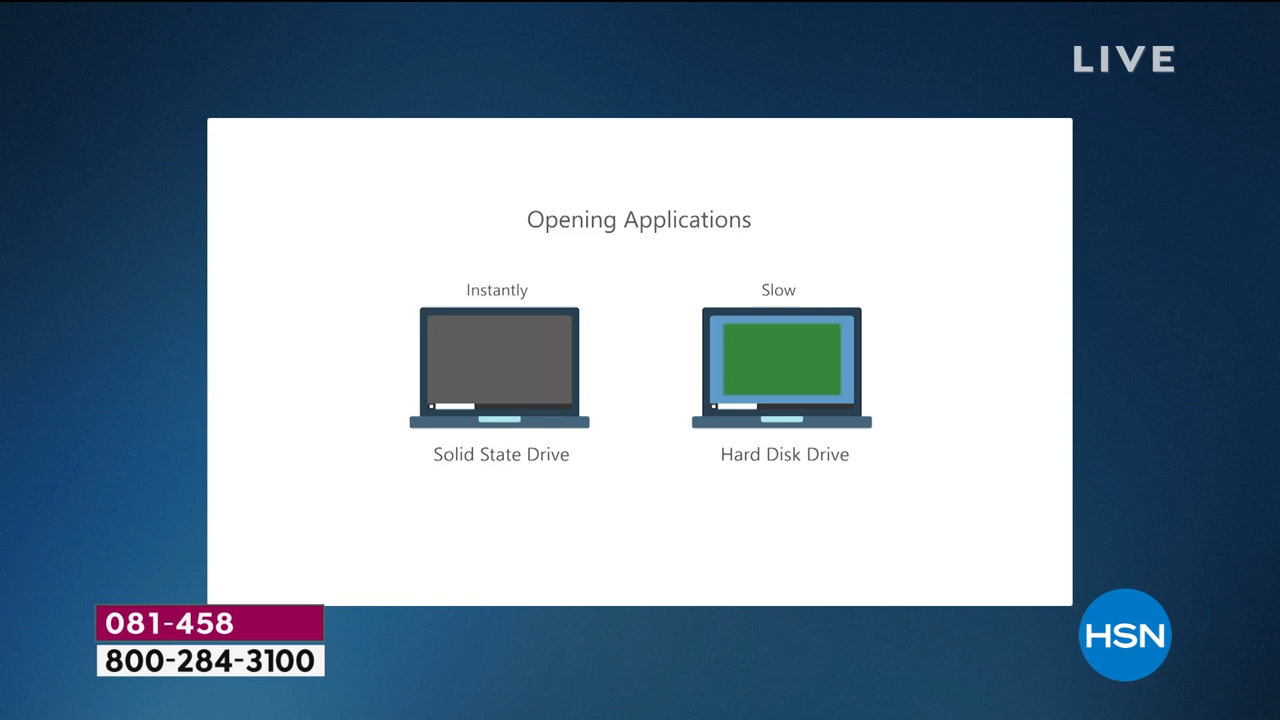 LIVE
Opening Applications
Instantly
Slow
Solid State Drive
Hard Disk Drive
081-458
800-284-3100
HSN